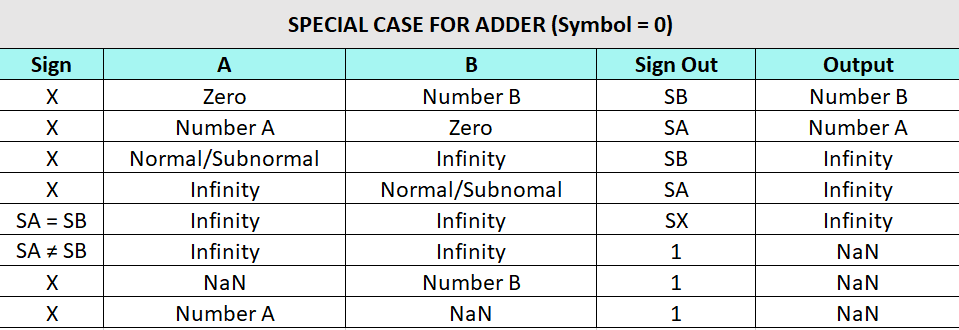 SPECIAL CASE FOR ADDER (Symbol = 0)
Sign A B Sign Out Output
X Zero Number B SB Number B
X Number A Zero SA Number A
X Normal/Subnormal Infinity SB Infinity
X Infinity Normal/Subnomal SA Infinity
SA = SB Infinity Infinity SX Infinity
SA ≠ SB Infinity Infinity 1 NaN
X NaN Number B 1 NaN
X Number A NaN 1 NaN